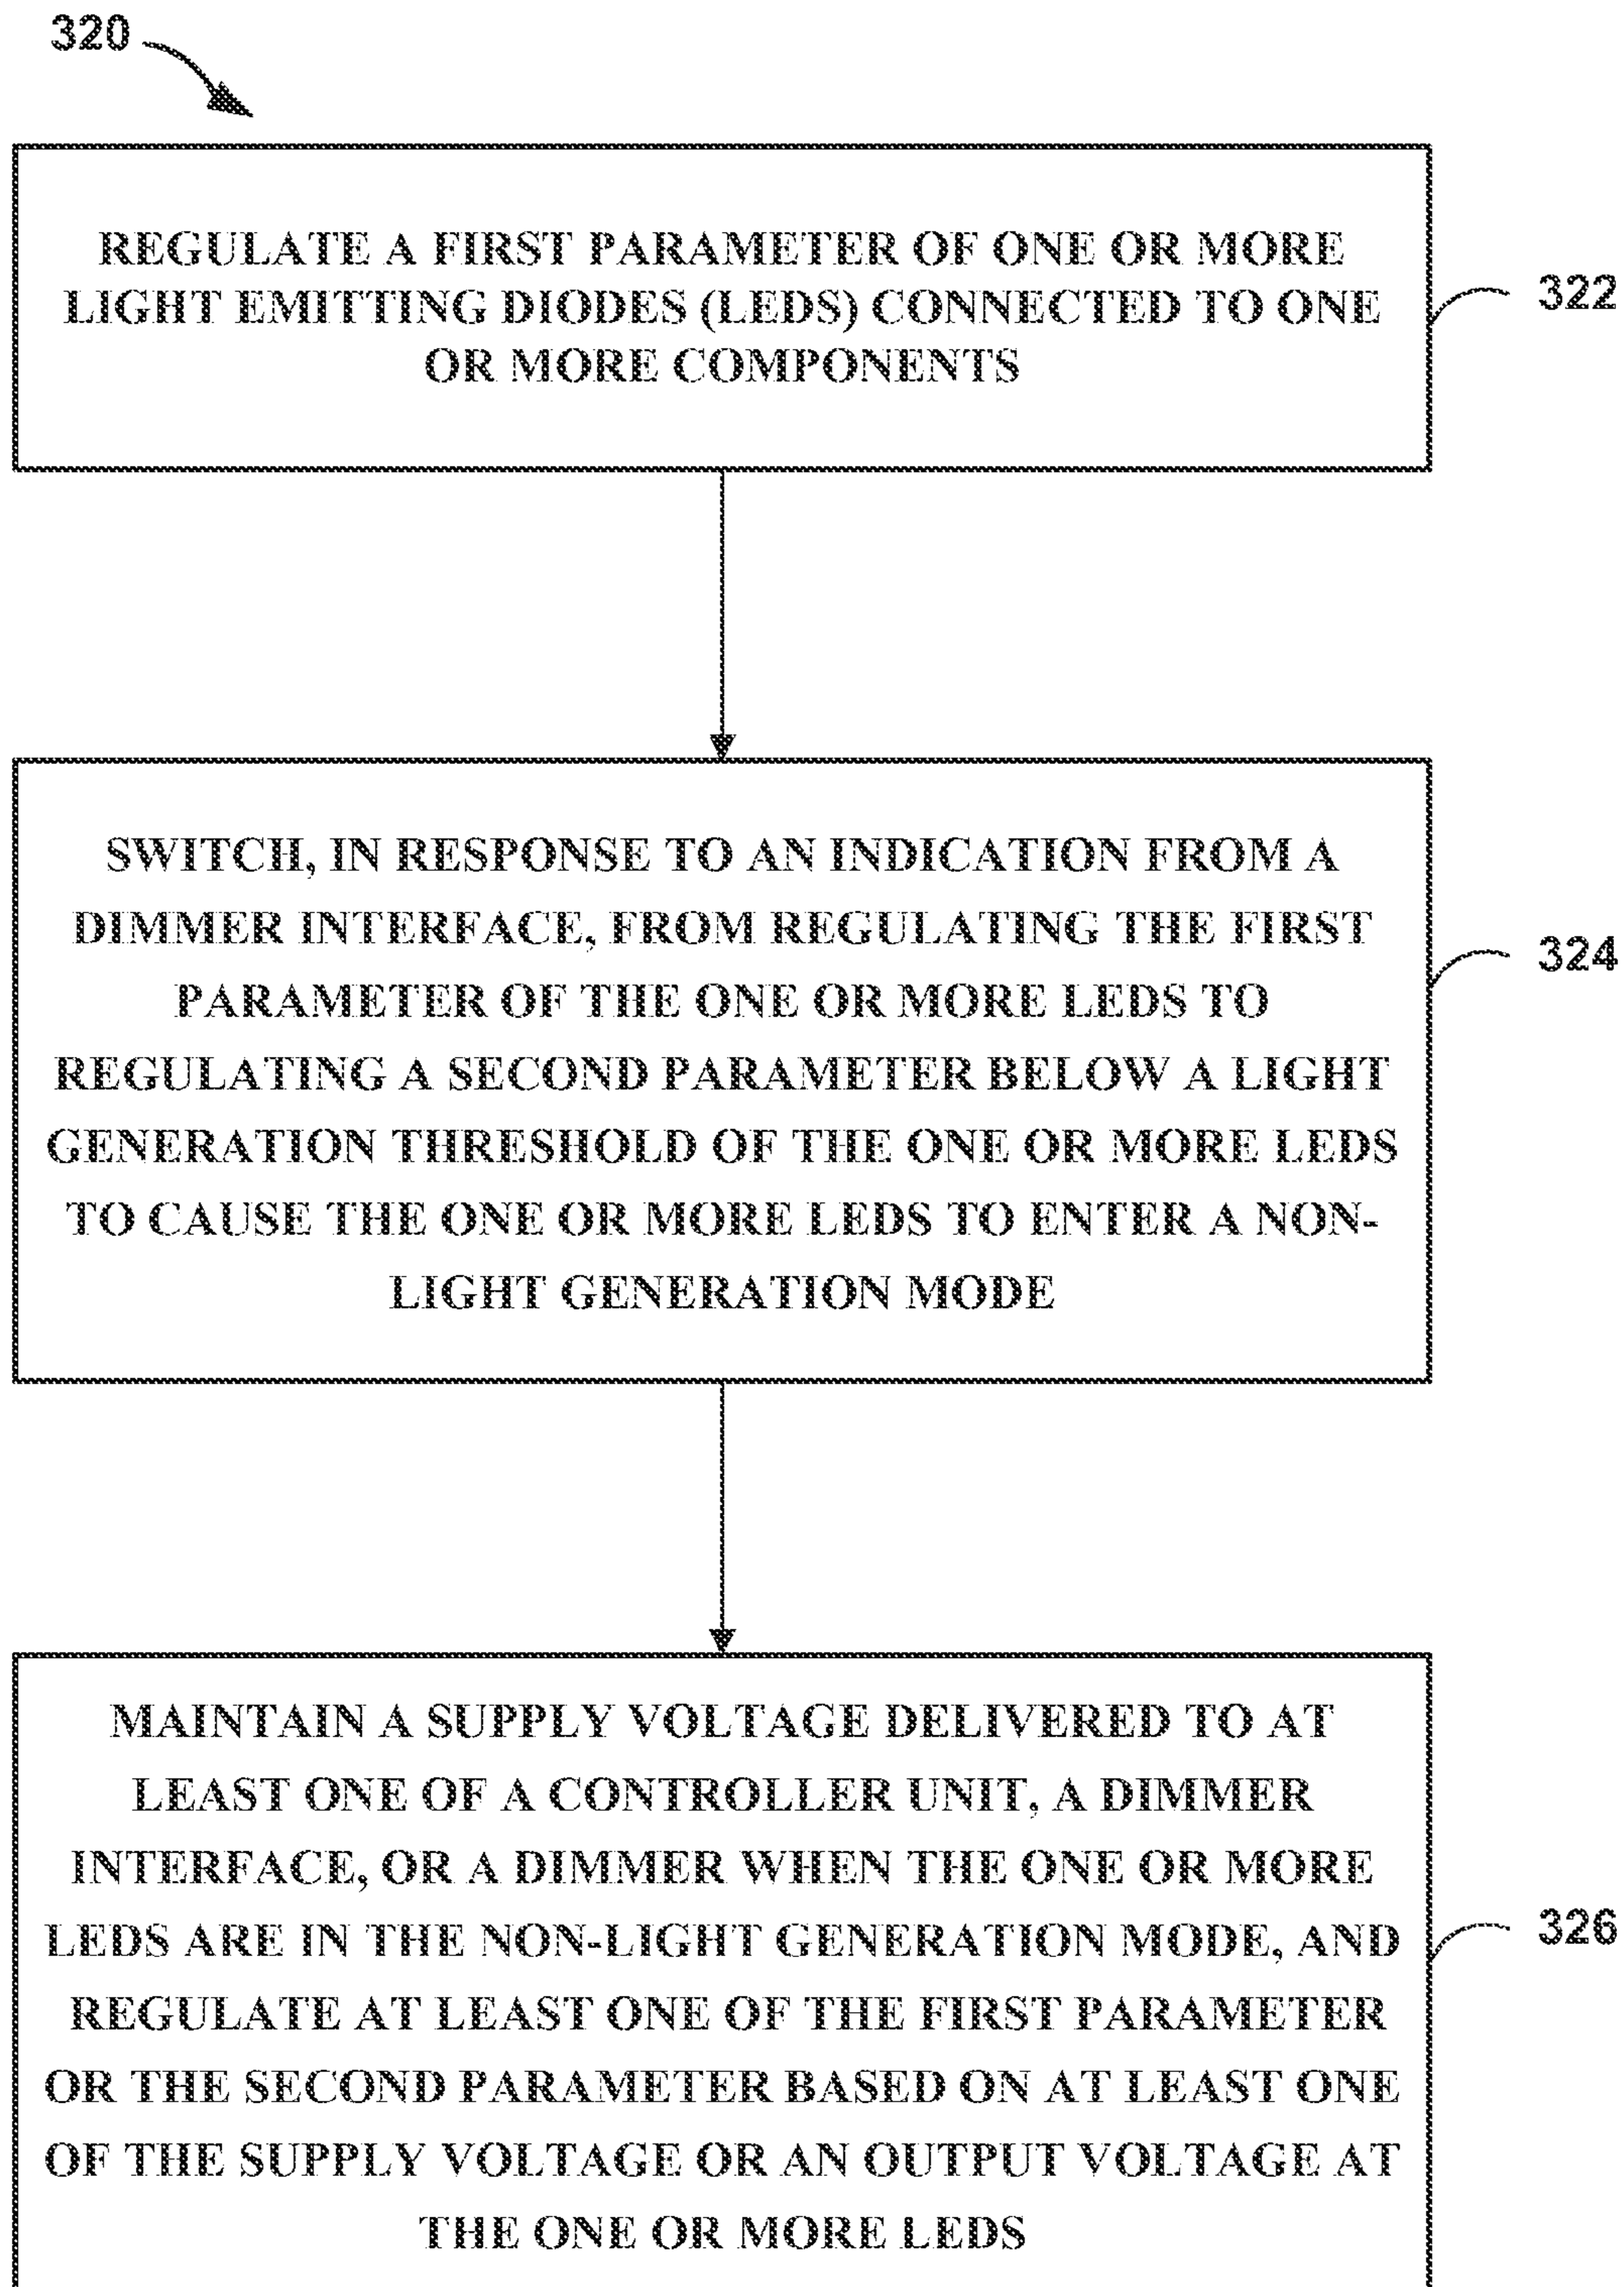 320
REGULATE A FIRST PARAMETER OF ONE OR MORE
LIGHT EMITTING DIODES (LEDS) CONNECTED TO ONE
OR MORE COMPONENTS
322
SWITCH, IN RESPONSE TO AN INDICATION FROM A
DIMMER INTERFACE, FROM REGULATING THE FIRST
PARAMETER OF THE ONE OR MORE LEDS TO
REGULATING A SECOND PARAMETER BELOW A LIGHT
GENERATION THRESHOLD OF THE ONE OR MORE LEDS
TO CAUSE THE ONE OR MORE LEDS TO ENTER A NON-
LIGHT GENERATION MODE
324
MAINTAIN A SUPPLY VOLTAGE DELIVERED TO AT
LEAST ONE OF A CONTROLLER UNIT, A DIMMER
INTERFACE, OR A DIMMER WHEN THE ONE OR MORE
LEDS ARE IN THE NON-LIGHT GENERATION MODE, AND
REGULATE AT LEAST ONE OF THE FIRST PARAMETER
OR THE SECOND PARAMETER BASED ON AT LEAST ONE
OF THE SUPPLY VOLTAGE OR AN OUTPUT VOLTAGE AT
THE ONE OR MORE LEDS
326